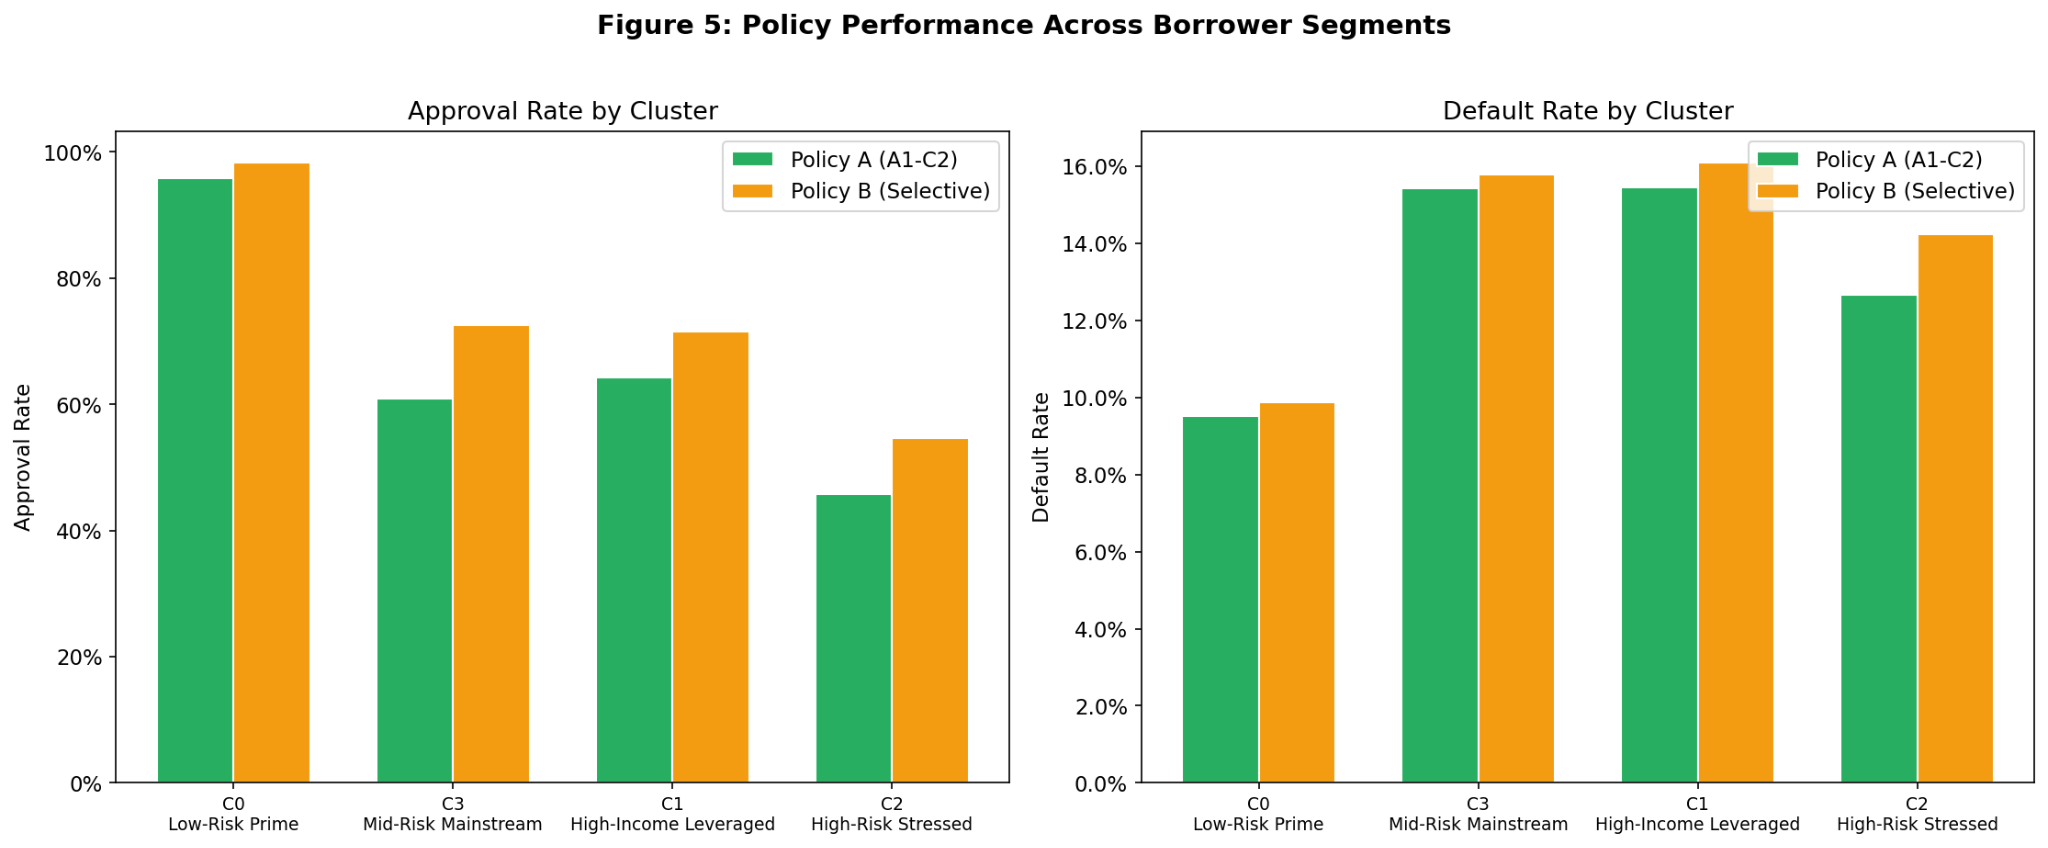 Figure 5: Policy Performance Across Borrower Segments
Approval Rate by Cluster
Policy A (A1-C2)
Policy B (Selective)
Approval Rate
100%
80%
60%
40%
20%
0%
C0
Low-Risk Prime
C3
Mid-Risk Mainstream
C1
High-Income Leveraged
C2
High-Risk Stressed
Default Rate by Cluster
Policy A (A1-C2)
Policy B (Selective)
Default Rate
16.0%
14.0%
12.0%
10.0%
8.0%
6.0%
4.0%
2.0%
0.0%
C0
Low-Risk Prime
C3
Mid-Risk Mainstream
C1
High-Income Leveraged
C2
High-Risk Stressed